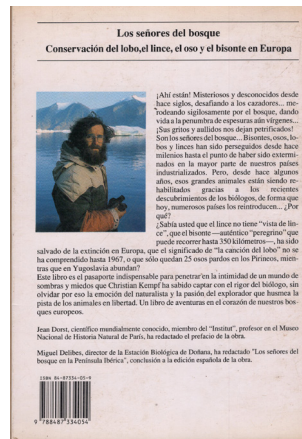 Los señores del bosque
Conservación del lobo,el lince, el oso y el bisonte en Europa
¡Ahí están! Misteriosos y desconocidos desde
hace siglos, desafiando a los cazadores... me-
rodeando sigilosamente por el bosque, dando
vida a la penumbra de espesuras aún vírgenes...
¡Sus gritos y aullidos nos dejan petrificados!
Son los señores del bosque... Bisontes, osos, lo-
bos y linces han sido perseguidos desde hace
milenios hasta el punto de haber sido extermi-
nados en la mayor parte de nuestros países
industrializados. Pero, desde hace algunos
años, esos grandes animales están siendo re-
habilitados gracias a los recientes
descubrimientos de los biólogos, de forma que
hoy, numerosos países los reintroducen... ¿Por
qué?
¿Sabía usted que el lince no tiene "vista de lin-
ce", que el bisonte —auténtico "peregrino" que
puede recorrer hasta 350 kilómetros—, ha sido
salvado de la extinción en Europa, que el significado de "la canción del lobo" no se
ha comprendido hasta 1967, o que sólo quedan 25 osos pardos en los Pirineos, mien-
tras que en Yugoslavia abundan?
Este libro es el pasaporte indispensable para penetrar en la intimidad de un mundo de
sombras y miedos que Christian Kempf ha sabido captar con el rigor del biólogo, sin
olvidar por eso la emoción del naturalista y la pasión del explorador que husmea la
pista de los animales en libertad. Un libro de aventuras en el corazón de nuestros bos-
ques europeos.
Jean Dorst, científico mundialmente conocido, miembro del "Institut", profesor en el Museo
Nacional de Historia Natural de París, ha redactado el prefacio de la obra.
Miguel Delibes, director de la Estación Biológica de Doñana, ha redactado "Los señores del
bosque en la Península Ibérica", conclusión a la edición española de la obra.
ISBN 84-87334-05-9
9 788487 334054